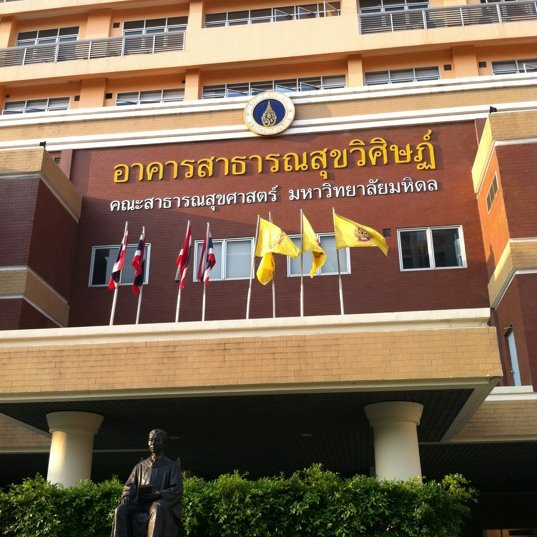 อาคารสาธารณสุขวิศิษฏ์
คณะสาธารณสุขศาสตร์ มหาวิทยาลัยมหิดล